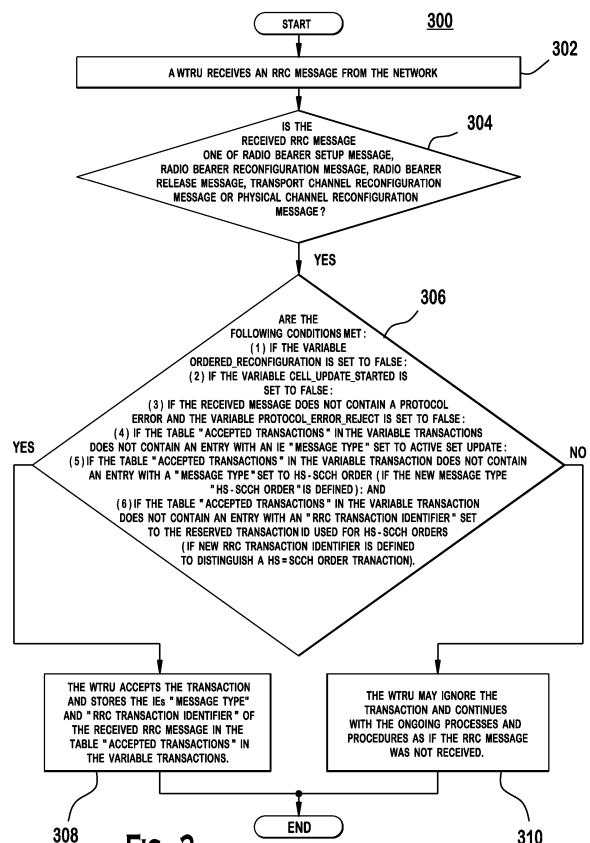 START
300
302
A WTRU RECEIVES AN RRC MESSAGE FROM THE NETWORK
304
IS THE
RECEIVED RRC MESSAGE
ONE OF RADIO BEARER SETUP MESSAGE,
RADIO BEARER RECONFIGURATION MESSAGE, RADIO BEARER
RELEASE MESSAGE, TRANSPORT CHANNEL RECONFIGURATION
MESSAGE OR PHYSICAL CHANNEL RECONFIGURATION
MESSAGE?
YES
306
ARE THE
FOLLOWING CONDITIONS MET:
(1) IF THE VARIABLE
ORDERED_RECONFIGURATION IS SET TO FALSE:
(2) IF THE VARIABLE CELL_UPDATE_STARTED IS
SET TO FALSE:
(3) IF THE RECEIVED MESSAGE DOES NOT CONTAIN A PROTOCOL
ERROR AND THE VARIABLE PROTOCOL_ERROR_REJECT IS SET TO FALSE:
(4) IF THE TABLE "ACCEPTED TRANSACTIONS" IN THE VARIABLE TRANSACTIONS
DOES NOT CONTAIN AN ENTRY WITH AN IE "MESSAGE TYPE" SET TO ACTIVE SET UPDATE:
(5) IF THE TABLE "ACCEPTED TRANSACTIONS" IN THE VARIABLE TRANSACTION DOES NOT CONTAIN
AN ENTRY WITH A "MESSAGE TYPE" SET TO HS-SCCH ORDER (IF THE NEW MESSAGE TYPE
"HS-SCCH ORDER" IS DEFINED): AND
(6) IF THE TABLE "ACCEPTED TRANSACTIONS" IN THE VARIABLE TRANSACTION
DOES NOT CONTAIN AN ENTRY WITH AN "RRC TRANSACTION IDENTIFIER" SET
TO THE RESERVED TRANSACTION ID USED FOR HS-SCCH ORDERS
(IF NEW RRC TRANSACTION IDENTIFIER IS DEFINED
TO DISTINGUISH A HS=SCCH ORDER TRANACTION).
YES
NO
THE WTRU ACCEPTS THE TRANSACTION
AND STORES THE IEs "MESSAGE TYPE"
AND "RRC TRANSACTION IDENTIFIER" OF
THE RECEIVED RRC MESSAGE IN THE
TABLE "ACCEPTED TRANSACTIONS" IN
THE VARIABLE TRANSACTIONS.
THE WTRU MAY IGNORE THE
TRANSACTION AND CONTINUES
WITH THE ONGOING PROCESSES AND
PROCEDURES AS IF THE RRC MESSAGE
WAS NOT RECEIVED.
308
END
310